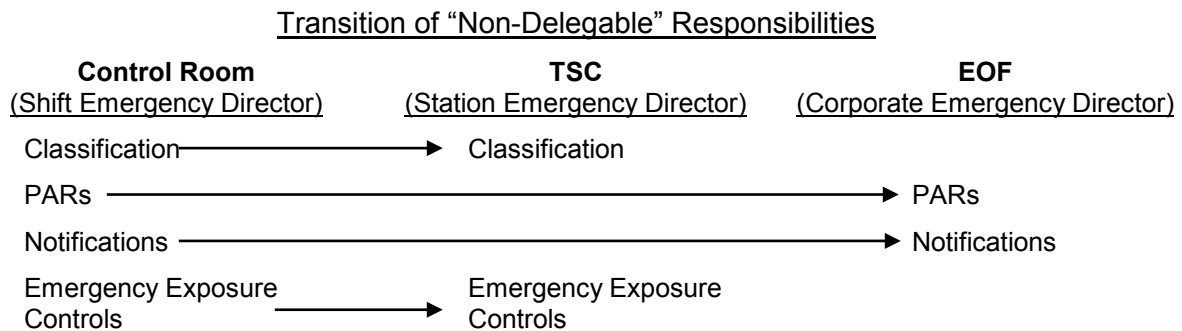 Transition of “Non-Delegable” Responsibilities
Control Room TSC EOF
(Shift Emergency Director) (Station Emergency Director) (Corporate Emergency Director)
Classification Classification
PARs PARs
Notifications Notifications
Emergency Exposure Emergency Exposure
Controls Controls